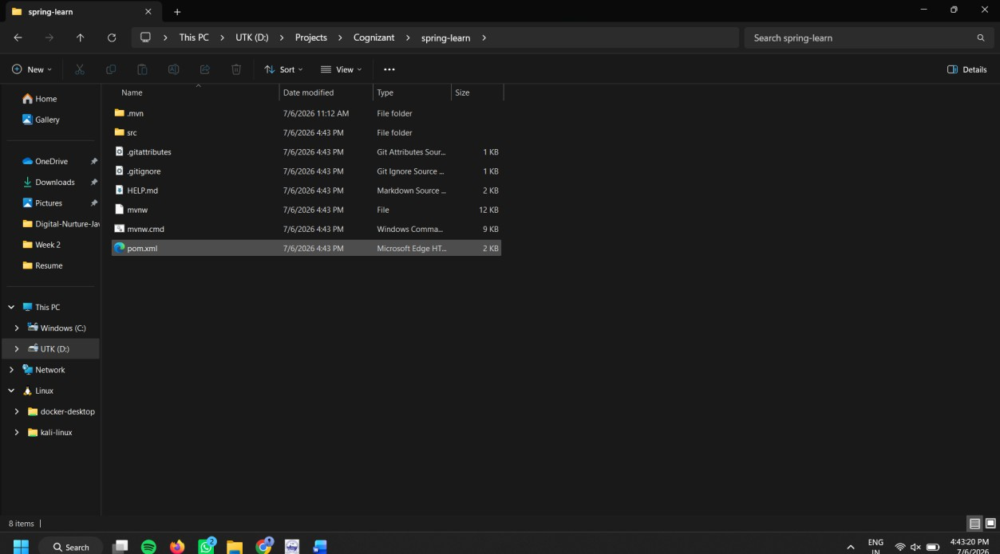 spring-learn
This PC > UTK (D:) > Projects > Cognizant > spring-learn >
Search spring-learn
New
Sort
View
Details
Name Date modified Type Size
.mvn 7/6/2026 11:12 AM File folder
src 7/6/2026 4:43 PM File folder
.gitattributes 7/6/2026 4:43 PM Git Attributes Sour... 1 KB
.gitignore 7/6/2026 4:43 PM Git Ignore Source ... 1 KB
HELP.md 7/6/2026 4:43 PM Markdown Source ... 2 KB
mvnw 7/6/2026 4:43 PM File 12 KB
mvnw.cmd 7/6/2026 4:43 PM Windows Comma... 9 KB
pom.xml 7/6/2026 4:43 PM Microsoft Edge HT... 2 KB
Home
Gallery
OneDrive
Downloads
Pictures
Digital-Nurture-Jav
Week 2
Resume
This PC
Windows (C:)
UTK (D:)
Network
Linux
docker-desktop
kali-linux
8 items
Search
2
ENG
IN
4:43:20 PM
7/6/2026